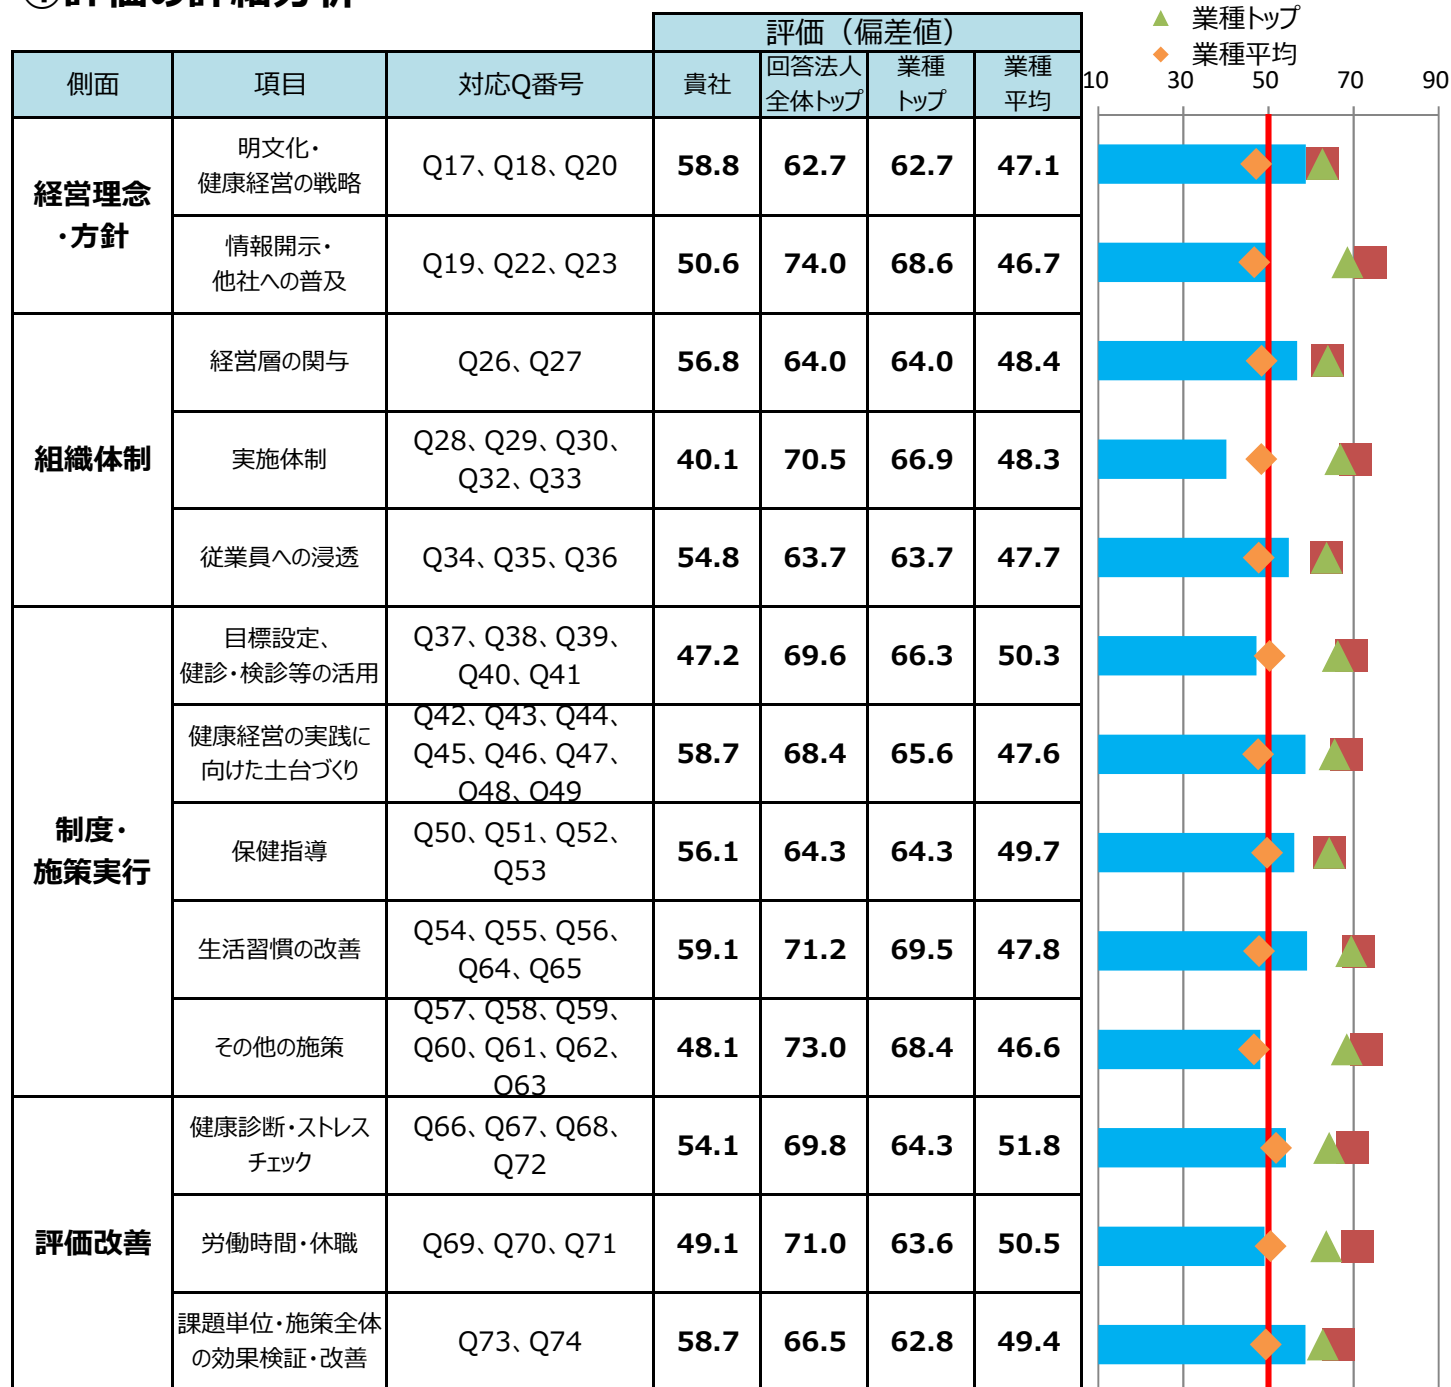 ①評価の詳細分析
▲ 業種トップ
◆ 業種平均
評価（偏差値）
側面 項目 対応Q番号 貴社 回答法人全体トップ 業種トップ 業種平均
10 30 50 70 90
経営理念
・方針
明文化・
健康経営の戦略
Q17、Q18、Q20 58.8 62.7 62.7 47.1
情報開示・
他社への普及
Q19、Q22、Q23 50.6 74.0 68.6 46.7
組織体制
経営層の関与 Q26、Q27 56.8 64.0 64.0 48.4
実施体制
Q28、Q29、Q30、
Q32、Q33
40.1 70.5 66.9 48.3
従業員への浸透 Q34、Q35、Q36 54.8 63.7 63.7 47.7
制度・
施策実行
目標設定、
健診・検診等の活用
Q37、Q38、Q39、
Q40、Q41
47.2 69.6 66.3 50.3
健康経営の実践に
向けた土台づくり
Q42、Q43、Q44、
Q45、Q46、Q47、
Q48、Q49
58.7 68.4 65.6 47.6
保健指導
Q50、Q51、Q52、
Q53
56.1 64.3 64.3 49.7
生活習慣の改善
Q54、Q55、Q56、
Q64、Q65
59.1 71.2 69.5 47.8
その他の施策
Q57、Q58、Q59、
Q60、Q61、Q62、
Q63
48.1 73.0 68.4 46.6
評価改善
健康診断・ストレス
チェック
Q66、Q67、Q68、
Q72
54.1 69.8 64.3 51.8
労働時間・休職 Q69、Q70、Q71 49.1 71.0 63.6 50.5
課題単位・施策全体
の効果検証・改善
Q73、Q74 58.7 66.5 62.8 49.4